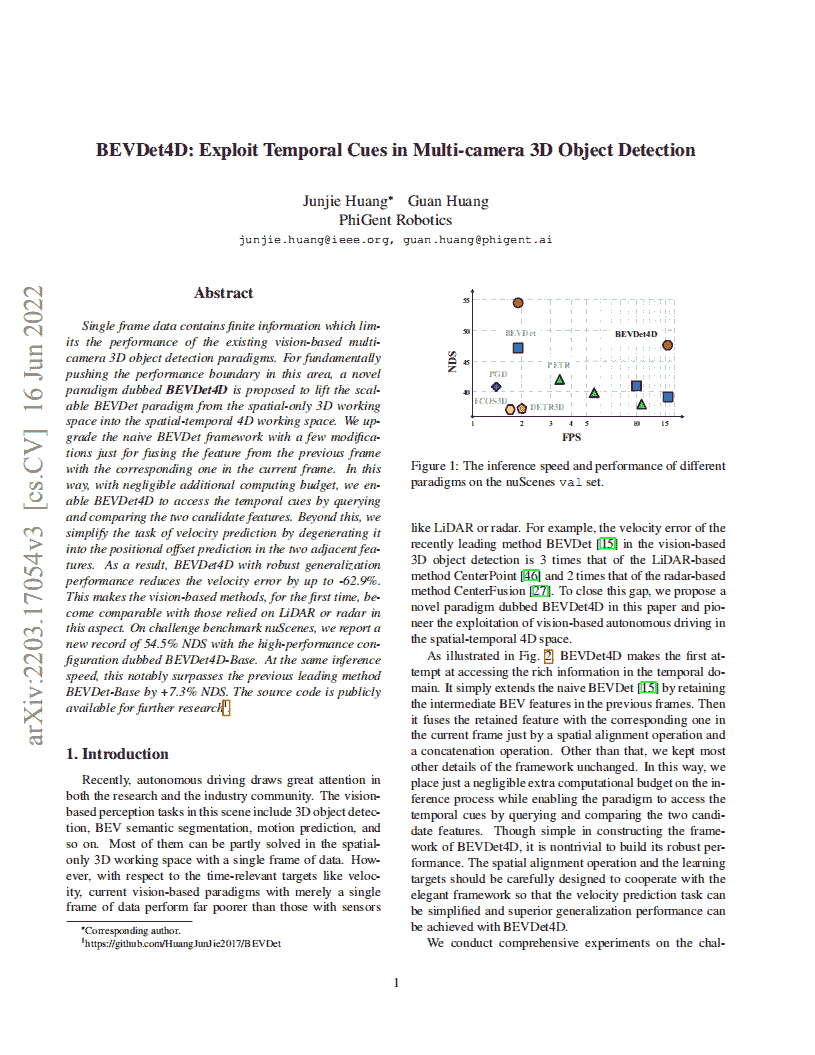 BEVDet4D: Exploit Temporal Cues in Multi-camera 3D Object Detection
Junjie Huang* Guan Huang
PhiGent Robotics
junjie.huang@ieee.org, guan.huang@phigent.ai
arXiv:2203.17054v3 [cs.CV] 16 Jun 2022
Abstract
Single frame data contains finite information which lim-
its the performance of the existing vision-based multi-
camera 3D object detection paradigms. For fundamentally
pushing the performance boundary in this area, a novel
paradigm dubbed BEVDet4D is proposed to lift the scal-
able BEVDet paradigm from the spatial-only 3D working
space into the spatial-temporal 4D working space. We up-
grade the naive BEVDet framework with a few modifica-
tions just for fusing the feature from the previous frame
with the corresponding one in the current frame. In this
way, with negligible additional computing budget, we en-
able BEVDet4D to access the temporal cues by querying
and comparing the two candidate features. Beyond this, we
simplify the task of velocity prediction by degenerating it
into the positional offset prediction in the two adjacent fea-
tures. As a result, BEVDet4D with robust generalization
performance reduces the velocity error by up to -62.9%.
This makes the vision-based methods, for the first time, be-
come comparable with those relied on LiDAR or radar in
this aspect. On challenge benchmark nuScenes, we report a
new record of 54.5% NDS with the high-performance con-
figuration dubbed BEVDet4D-Base. At the same inference
speed, this notably surpasses the previous leading method
BEVDet-Base by +7.3% NDS. The source code is publicly
available for further research1.
1. Introduction
Recently, autonomous driving draws great attention in
both the research and the industry community. The vision-
based perception tasks in this scene include 3D object detec-
tion, BEV semantic segmentation, motion prediction, and
so on. Most of them can be partly solved in the spatial-
only 3D working space with a single frame of data. How-
ever, with respect to the time-relevant targets like veloc-
ity, current vision-based paradigms with merely a single
frame of data perform far poorer than those with sensors
*Corresponding author.
1https://github.com/HuangJunJie2017/BEVDet
55
50
45
40
NDS
BEVDet
BEVDet4D
PETR
PGD
FCOS3D
DETR3D
1 2 3 4 5 10 15
FPS
Figure 1: The inference speed and performance of different
paradigms on the nuScenes val set.
like LiDAR or radar. For example, the velocity error of the
recently leading method BEVDet [15] in the vision-based
3D object detection is 3 times that of the LiDAR-based
method CenterPoint [46] and 2 times that of the radar-based
method CenterFusion [27]. To close this gap, we propose a
novel paradigm dubbed BEVDet4D in this paper and pio-
neer the exploitation of vision-based autonomous driving in
the spatial-temporal 4D space.
As illustrated in Fig. 2, BEVDet4D makes the first at-
tempt at accessing the rich information in the temporal do-
main. It simply extends the naive BEVDet [15] by retaining
the intermediate BEV features in the previous frames. Then
it fuses the retained feature with the corresponding one in
the current frame just by a spatial alignment operation and
a concatenation operation. Other than that, we kept most
other details of the framework unchanged. In this way, we
place just a negligible extra computational budget on the in-
ference process while enabling the paradigm to access the
temporal cues by querying and comparing the two candi-
date features. Though simple in constructing the frame-
work of BEVDet4D, it is nontrivial to build its robust per-
formance. The spatial alignment operation and the learning
targets should be carefully designed to cooperate with the
elegant framework so that the velocity prediction task can
be simplified and superior generalization performance can
be achieved with BEVDet4D.
We conduct comprehensive experiments on the chal-
1